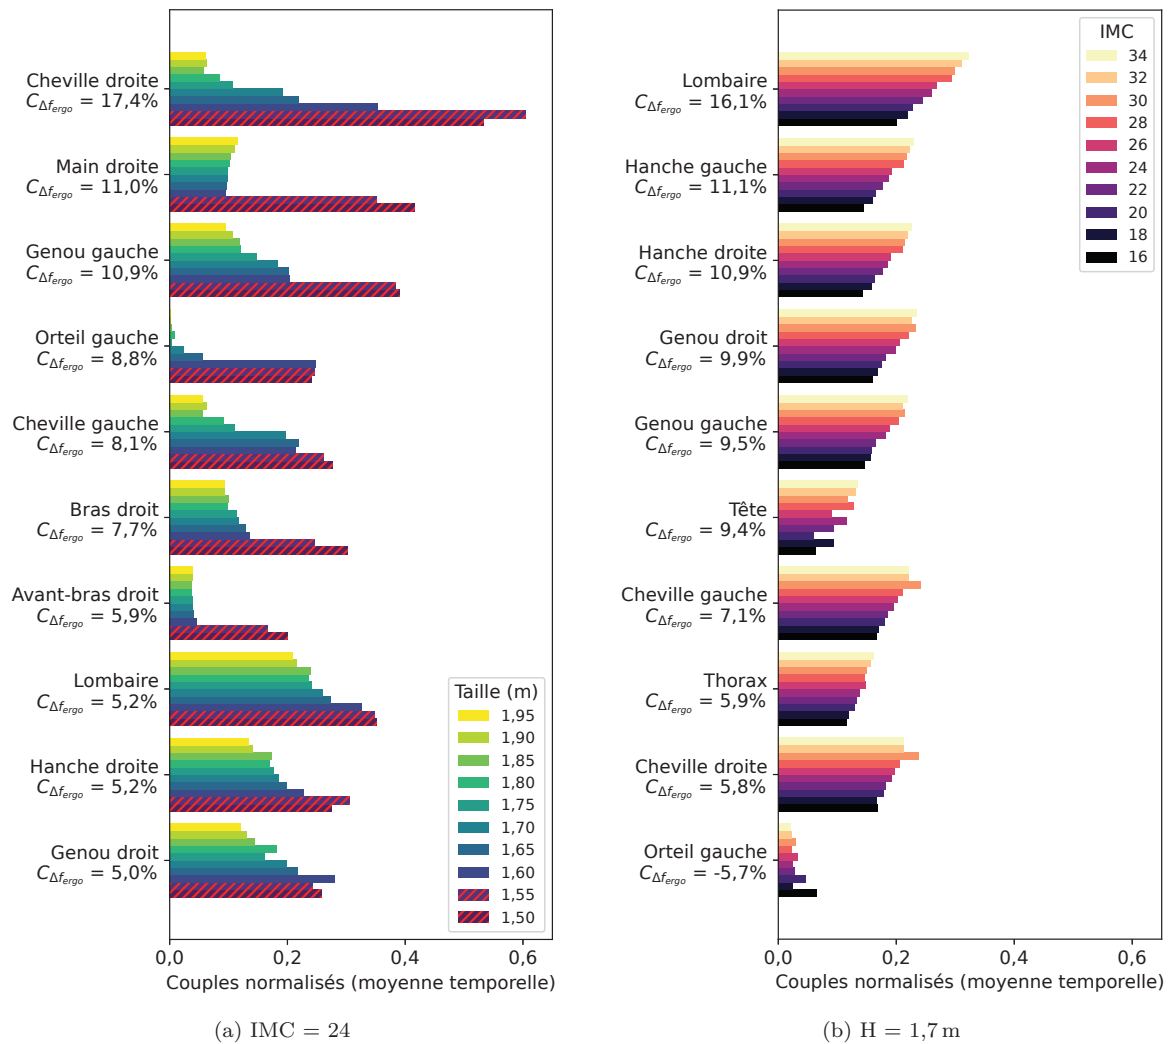 Cheville droite
CΔfergo = 17,4%
Main droite
CΔfergo = 11,0%
Genou gauche
CΔfergo = 10,9%
Orteil gauche
CΔfergo = 8,8%
Cheville gauche
CΔfergo = 8,1%
Bras droit
CΔfergo = 7,7%
Avant-bras droit
CΔfergo = 5,9%
Lombaire
CΔfergo = 5,2%
Hanche droite
CΔfergo = 5,2%
Genou droit
CΔfergo = 5,0%
Taille (m)
1,95
1,90
1,85
1,80
1,75
1,70
1,65
1,60
1,55
1,50
0,0 0,2 0,4 0,6
Couples normalisés (moyenne temporelle)
(a) IMC = 24
Lombaire
CΔfergo = 16,1%
Hanche gauche
CΔfergo = 11,1%
Hanche droite
CΔfergo = 10,9%
Genou droit
CΔfergo = 9,9%
Genou gauche
CΔfergo = 9,5%
Tête
CΔfergo = 9,4%
Cheville gauche
CΔfergo = 7,1%
Thorax
CΔfergo = 5,9%
Cheville droite
CΔfergo = 5,8%
Orteil gauche
CΔfergo = -5,7%
IMC
34
32
30
28
26
24
22
20
18
16
0,0 0,2 0,4 0,6
Couples normalisés (moyenne temporelle)
(b) H = 1,7 m